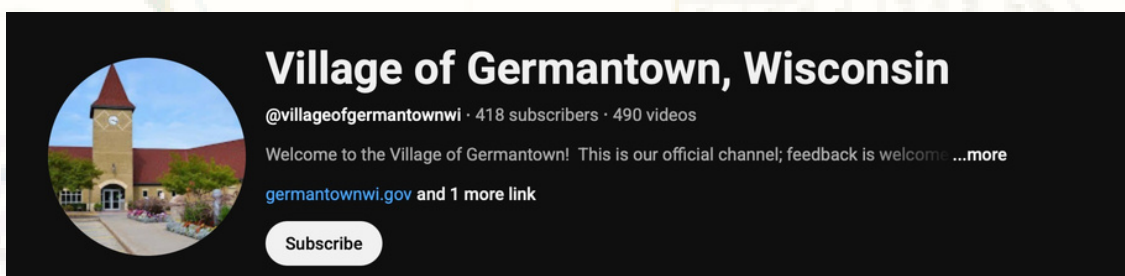 Village of Germantown, Wisconsin
@villageofgermantownwi · 418 subscribers · 490 videos
Welcome to the Village of Germantown!  This is our official channel; feedback is welcome ...more
germantownwi.gov and 1 more link
Subscribe